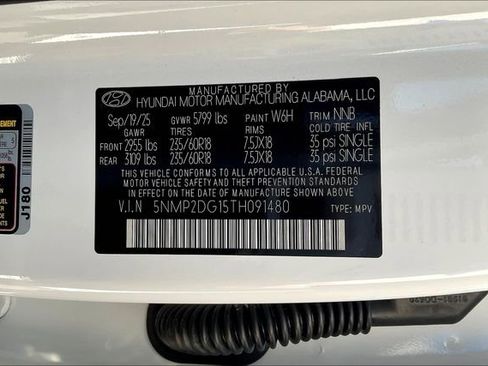 MANUFACTURED BY
HYUNDAI MOTOR MANUFACTURING ALABAMA, LLC
Sep/19/25 GVWR 5799 lbs PAINT W6H TRIM NNB
TIRES RIMS COLD TIRE INFL
FRONT 2955 lbs 235/60R18 7.5JX18 35 psi SINGLE
REAR 3109 lbs 235/60R18 7.5JX18 35 psi SINGLE
THIS VEHICLE CONFORMS TO ALL APPLICABLE U.S.A. FEDERAL
MOTOR VEHICLE SAFETY AND THEFT PREVENTION STANDARDS
IN EFFECT ON THE DATE OF MANUFACTURE SHOWN ABOVE.
V.I.N 5NMP2DG15TH091480 TYPE: MPV
J180